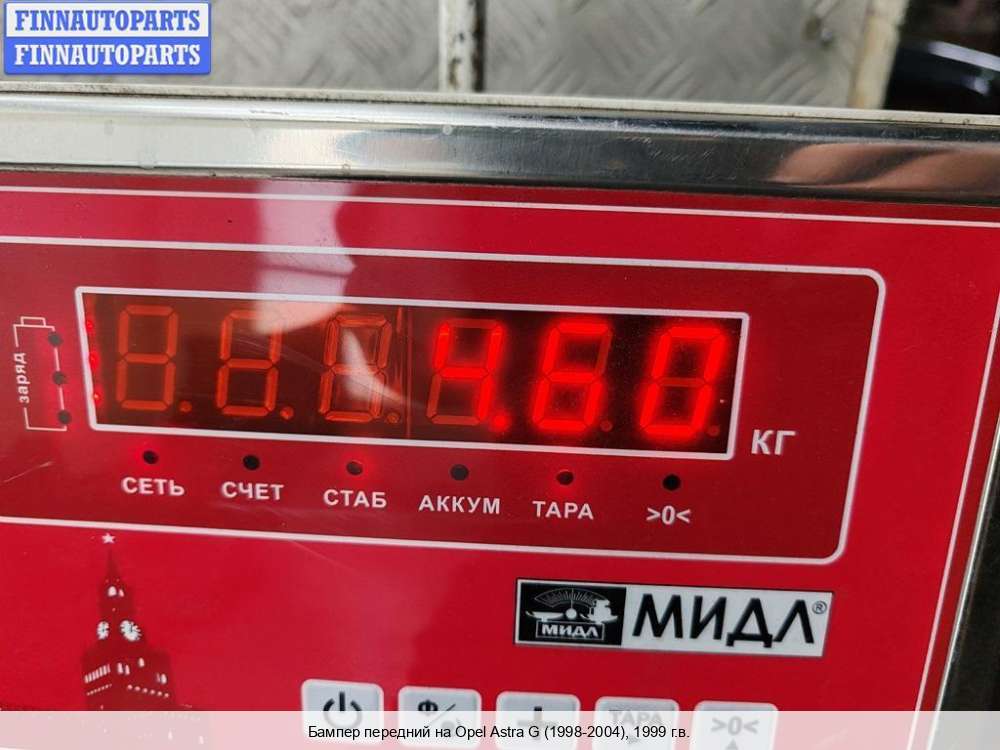 FINNAUTOPARTS
FINNAUTOPARTS
заряд
4.60
КГ
СЕТЬ СЧЕТ СТАБ АККУМ ТАРА >0<
МИДЛ МИДЛ®
ТАРА >0<
Бампер передний на Opel Astra G (1998-2004), 1999 г.в.